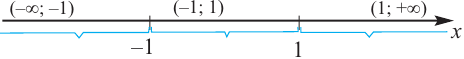 (–∞; –1) (–1; 1) (1; +∞)
–1 1 x